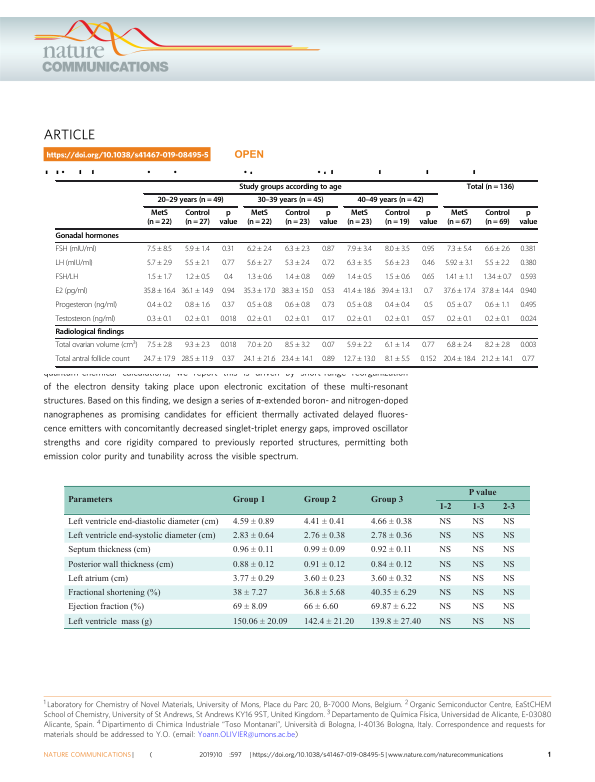 nature
COMMUNICATIONS
ARTICLE
https://doi.org/10.1038/s41467-019-08495-5 OPEN
Study groups according to age Total (n = 136)
20–29 years (n = 49) 30–39 years (n = 45) 40–49 years (n = 42)
MetS (n = 22) Control (n = 27) p value MetS (n = 22) Control (n = 23) p value MetS (n = 23) Control (n = 19) p value MetS (n = 67) Control (n = 69) p value
Gonadal hormones
FSH (mIU/ml) 7.5 ± 8.5 5.9 ± 1.4 0.31 6.2 ± 2.4 6.3 ± 2.3 0.87 7.9 ± 3.4 8.0 ± 3.5 0.95 7.3 ± 5.4 6.6 ± 2.6 0.381
LH (mIU/ml) 5.7 ± 2.9 5.5 ± 2.1 0.77 5.6 ± 2.7 5.3 ± 2.4 0.72 6.3 ± 3.5 5.6 ± 2.3 0.46 5.92 ± 3.1 5.5 ± 2.2 0.380
FSH/LH 1.5 ± 1.7 1.2 ± 0.5 0.4 1.3 ± 0.6 1.4 ± 0.8 0.69 1.4 ± 0.5 1.5 ± 0.6 0.65 1.41 ± 1.1 1.34 ± 0.7 0.593
E2 (pg/ml) 35.8 ± 16.4 36.1 ± 14.9 0.94 35.3 ± 17.0 38.3 ± 15.0 0.53 41.4 ± 18.6 39.4 ± 13.1 0.7 37.6 ± 17.4 37.8 ± 14.4 0.940
Progesteron (ng/ml) 0.4 ± 0.2 0.8 ± 1.6 0.37 0.5 ± 0.8 0.6 ± 0.8 0.73 0.5 ± 0.8 0.4 ± 0.4 0.5 0.5 ± 0.7 0.6 ± 1.1 0.495
Testosterone (ng/ml) 0.3 ± 0.1 0.2 ± 0.1 0.018 0.2 ± 0.1 0.2 ± 0.1 0.17 0.2 ± 0.1 0.2 ± 0.1 0.57 0.2 ± 0.1 0.2 ± 0.1 0.024
Radiological findings
Total ovarian volume (cm³) 7.5 ± 2.8 9.3 ± 2.3 0.018 7.0 ± 2.0 8.5 ± 3.2 0.07 5.9 ± 2.2 6.1 ± 1.4 0.77 6.8 ± 2.4 8.2 ± 2.8 0.003
Total antral follicle count 24.7 ± 17.9 28.5 ± 11.9 0.37 24.1 ± 21.6 23.4 ± 14.1 0.89 12.7 ± 13.0 8.1 ± 5.5 0.152 20.4 ± 18.4 21.2 ± 14.1 0.77
quantum-chemical calculations, we report this is driven by short-range reorganization
of the electron density taking place upon electronic excitation of these multi-resonant
structures. Based on this finding, we design a series of π-extended boron- and nitrogen-doped
nanographenes as promising candidates for efficient thermally activated delayed fluores-
cence emitters with concomitantly decreased singlet-triplet energy gaps, improved oscillator
strengths and core rigidity compared to previously reported structures, permitting both
emission color purity and tunability across the visible spectrum.
Parameters Group 1 Group 2 Group 3 P value
1-2 1-3 2-3
Left ventricle end-diastolic diameter (cm) 4.59 ± 0.89 4.41 ± 0.41 4.66 ± 0.38 NS NS NS
Left ventricle end-systolic diameter (cm) 2.83 ± 0.64 2.76 ± 0.38 2.78 ± 0.36 NS NS NS
Septum thickness (cm) 0.96 ± 0.11 0.99 ± 0.09 0.92 ± 0.11 NS NS NS
Posterior wall thickness (cm) 0.88 ± 0.12 0.91 ± 0.12 0.84 ± 0.12 NS NS NS
Left atrium (cm) 3.77 ± 0.29 3.60 ± 0.23 3.60 ± 0.32 NS NS NS
Fractional shortening (%) 38 ± 7.27 36.8 ± 5.68 40.35 ± 6.29 NS NS NS
Ejection fraction (%) 69 ± 8.09 66 ± 6.60 69.87 ± 6.22 NS NS NS
Left ventricle mass (g) 150.06 ± 20.09 142.4 ± 21.20 139.8 ± 27.40 NS NS NS
1 Laboratory for Chemistry of Novel Materials, University of Mons, Place du Parc 20, B-7000 Mons, Belgium. 2 Organic Semiconductor Centre, EaStCHEM
School of Chemistry, University of St Andrews, St Andrews KY16 9ST, United Kingdom. 3 Departamento de Química Física, Universidad de Alicante, E-03080
Alicante, Spain. 4 Dipartimento di Chimica Industriale “Toso Montanari”, Università di Bologna, I-40136 Bologna, Italy. Correspondence and requests for
materials should be addressed to Y.O. (email: Yoann.OLIVIER@umons.ac.be)
NATURE COMMUNICATIONS | ( 2019)10 :597 | https://doi.org/10.1038/s41467-019-08495-5 | www.nature.com/naturecommunications 1